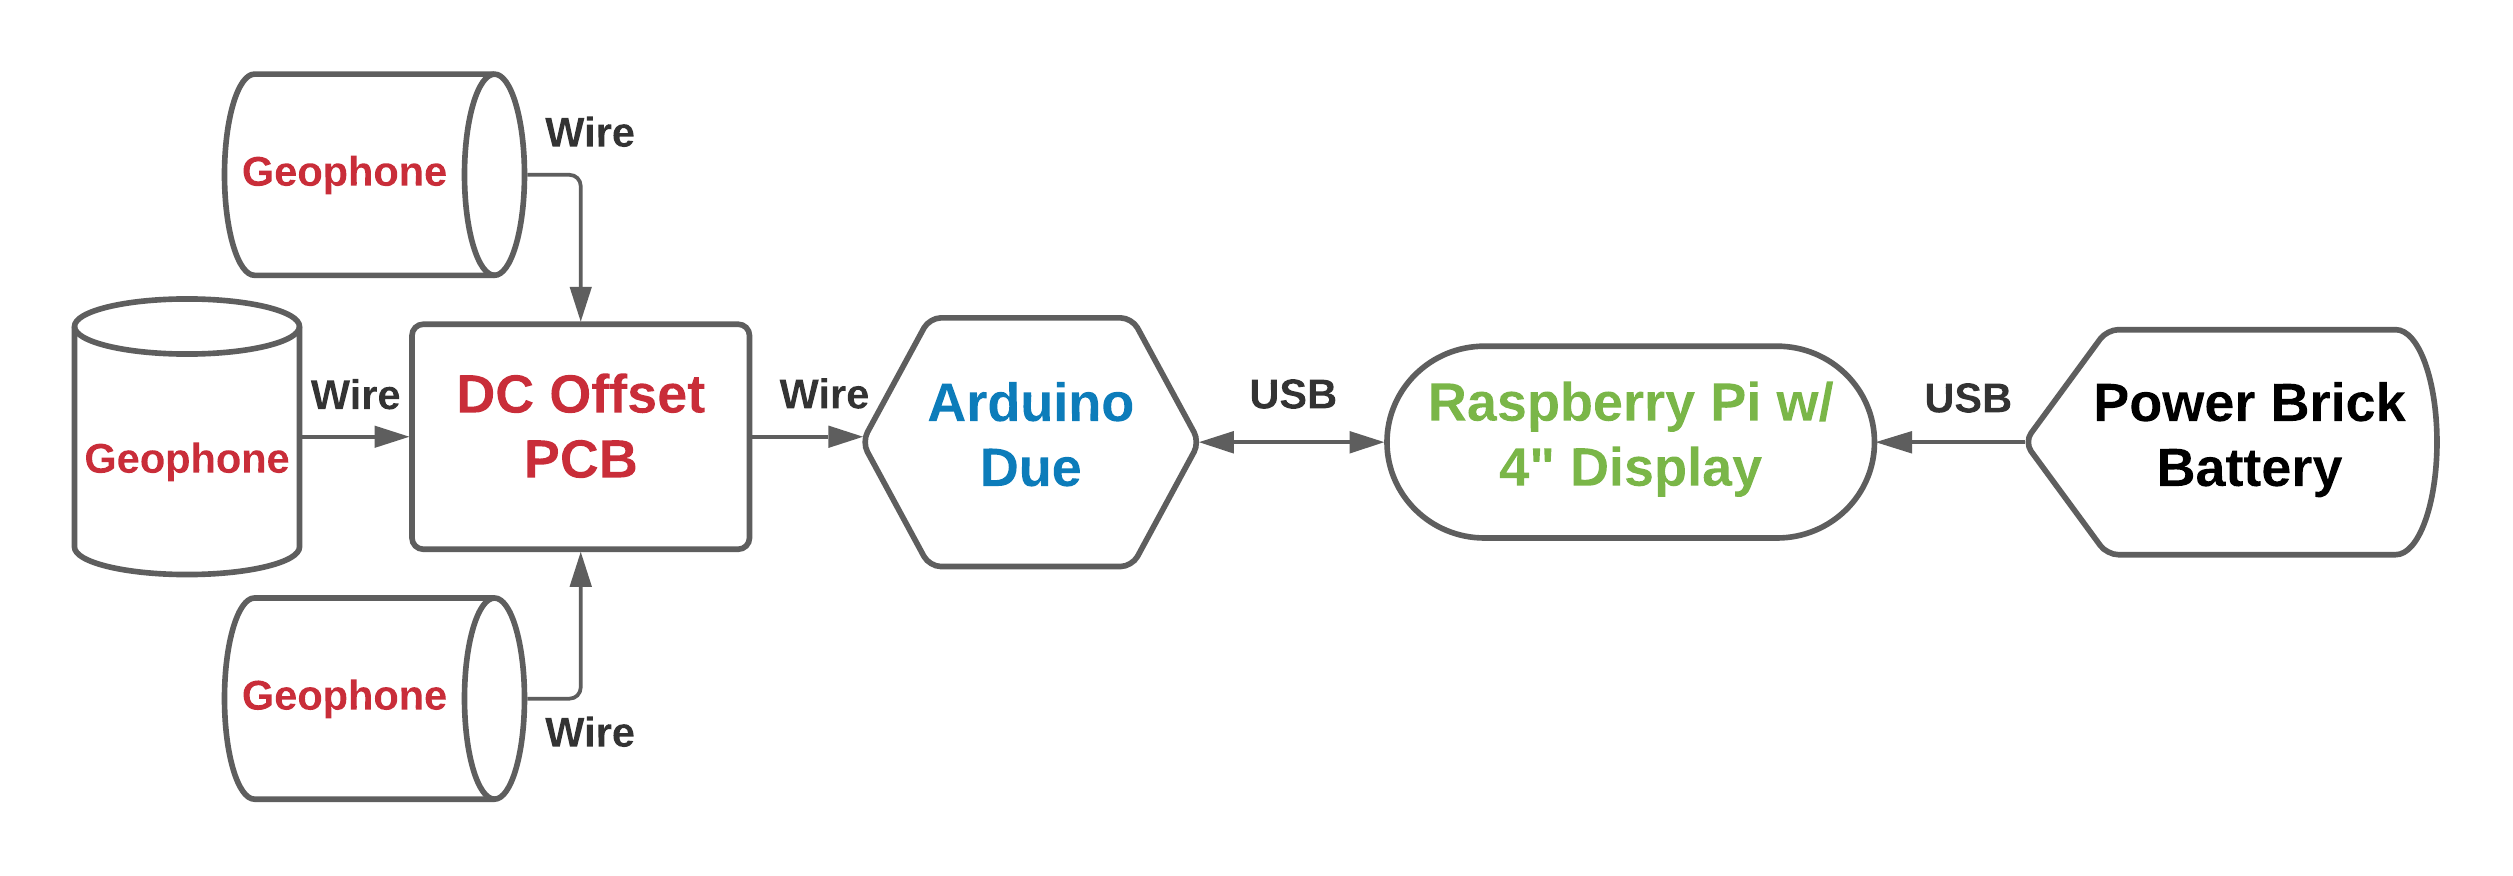 Geophone
Wire
Geophone
Wire
DC Offset
PCB
Wire
Arduino
Due
USB
Raspberry Pi w/
4" Display
USB
Power Brick
Battery
Geophone
Wire